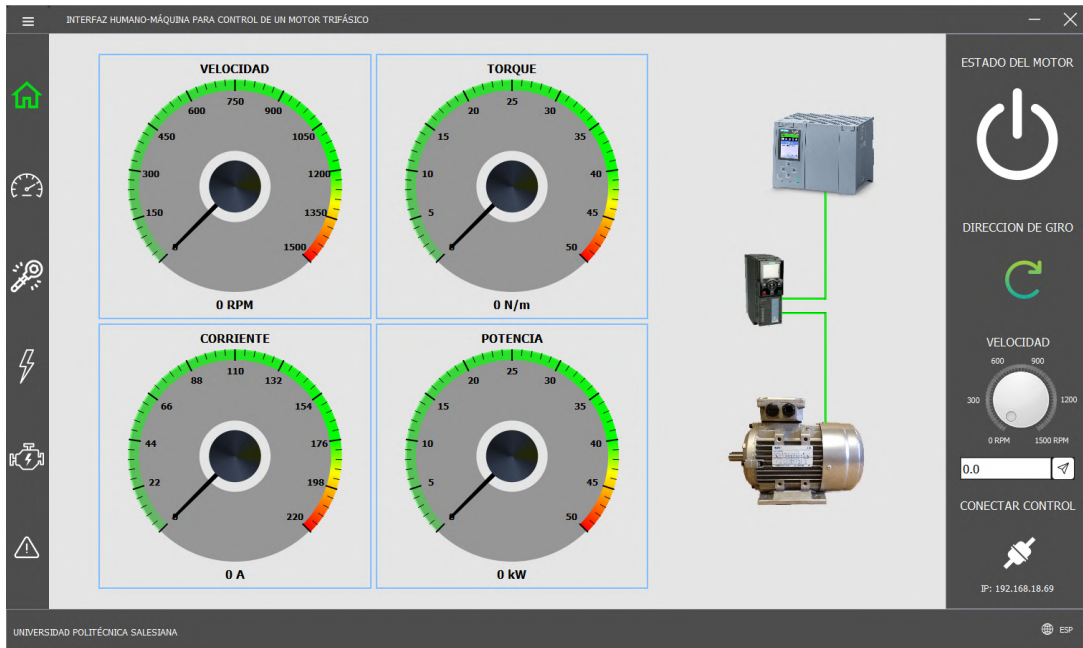 INTERFAZ HUMANO-MÁQUINA PARA CONTROL DE UN MOTOR TRIFÁSICO
VELOCIDAD
0
150
300
450
600
750
900
1050
1200
1350
1500
0 RPM
TORQUE
0
5
10
15
20
25
30
35
40
45
50
0 N/m
CORRIENTE
0
22
44
66
88
110
132
154
176
198
220
0 A
POTENCIA
0
5
10
15
20
25
30
35
40
45
50
0 kW
ESTADO DEL MOTOR
DIRECCION DE GIRO
VELOCIDAD
600 900
300 1200
0 RPM 1500 RPM
0.0
CONECTAR CONTROL
IP: 192.168.18.69
UNIVERSIDAD POLITÉCNICA SALESIANA
ESP